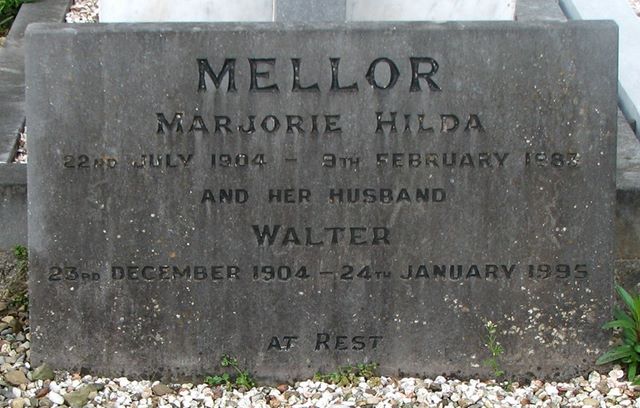 MELLOR
MARJORIE HILDA
22ND JULY 1904 - 9TH FEBRUARY 1983
AND HER HUSBAND
WALTER
23RD DECEMBER 1904 - 24TH JANUARY 1995
AT REST